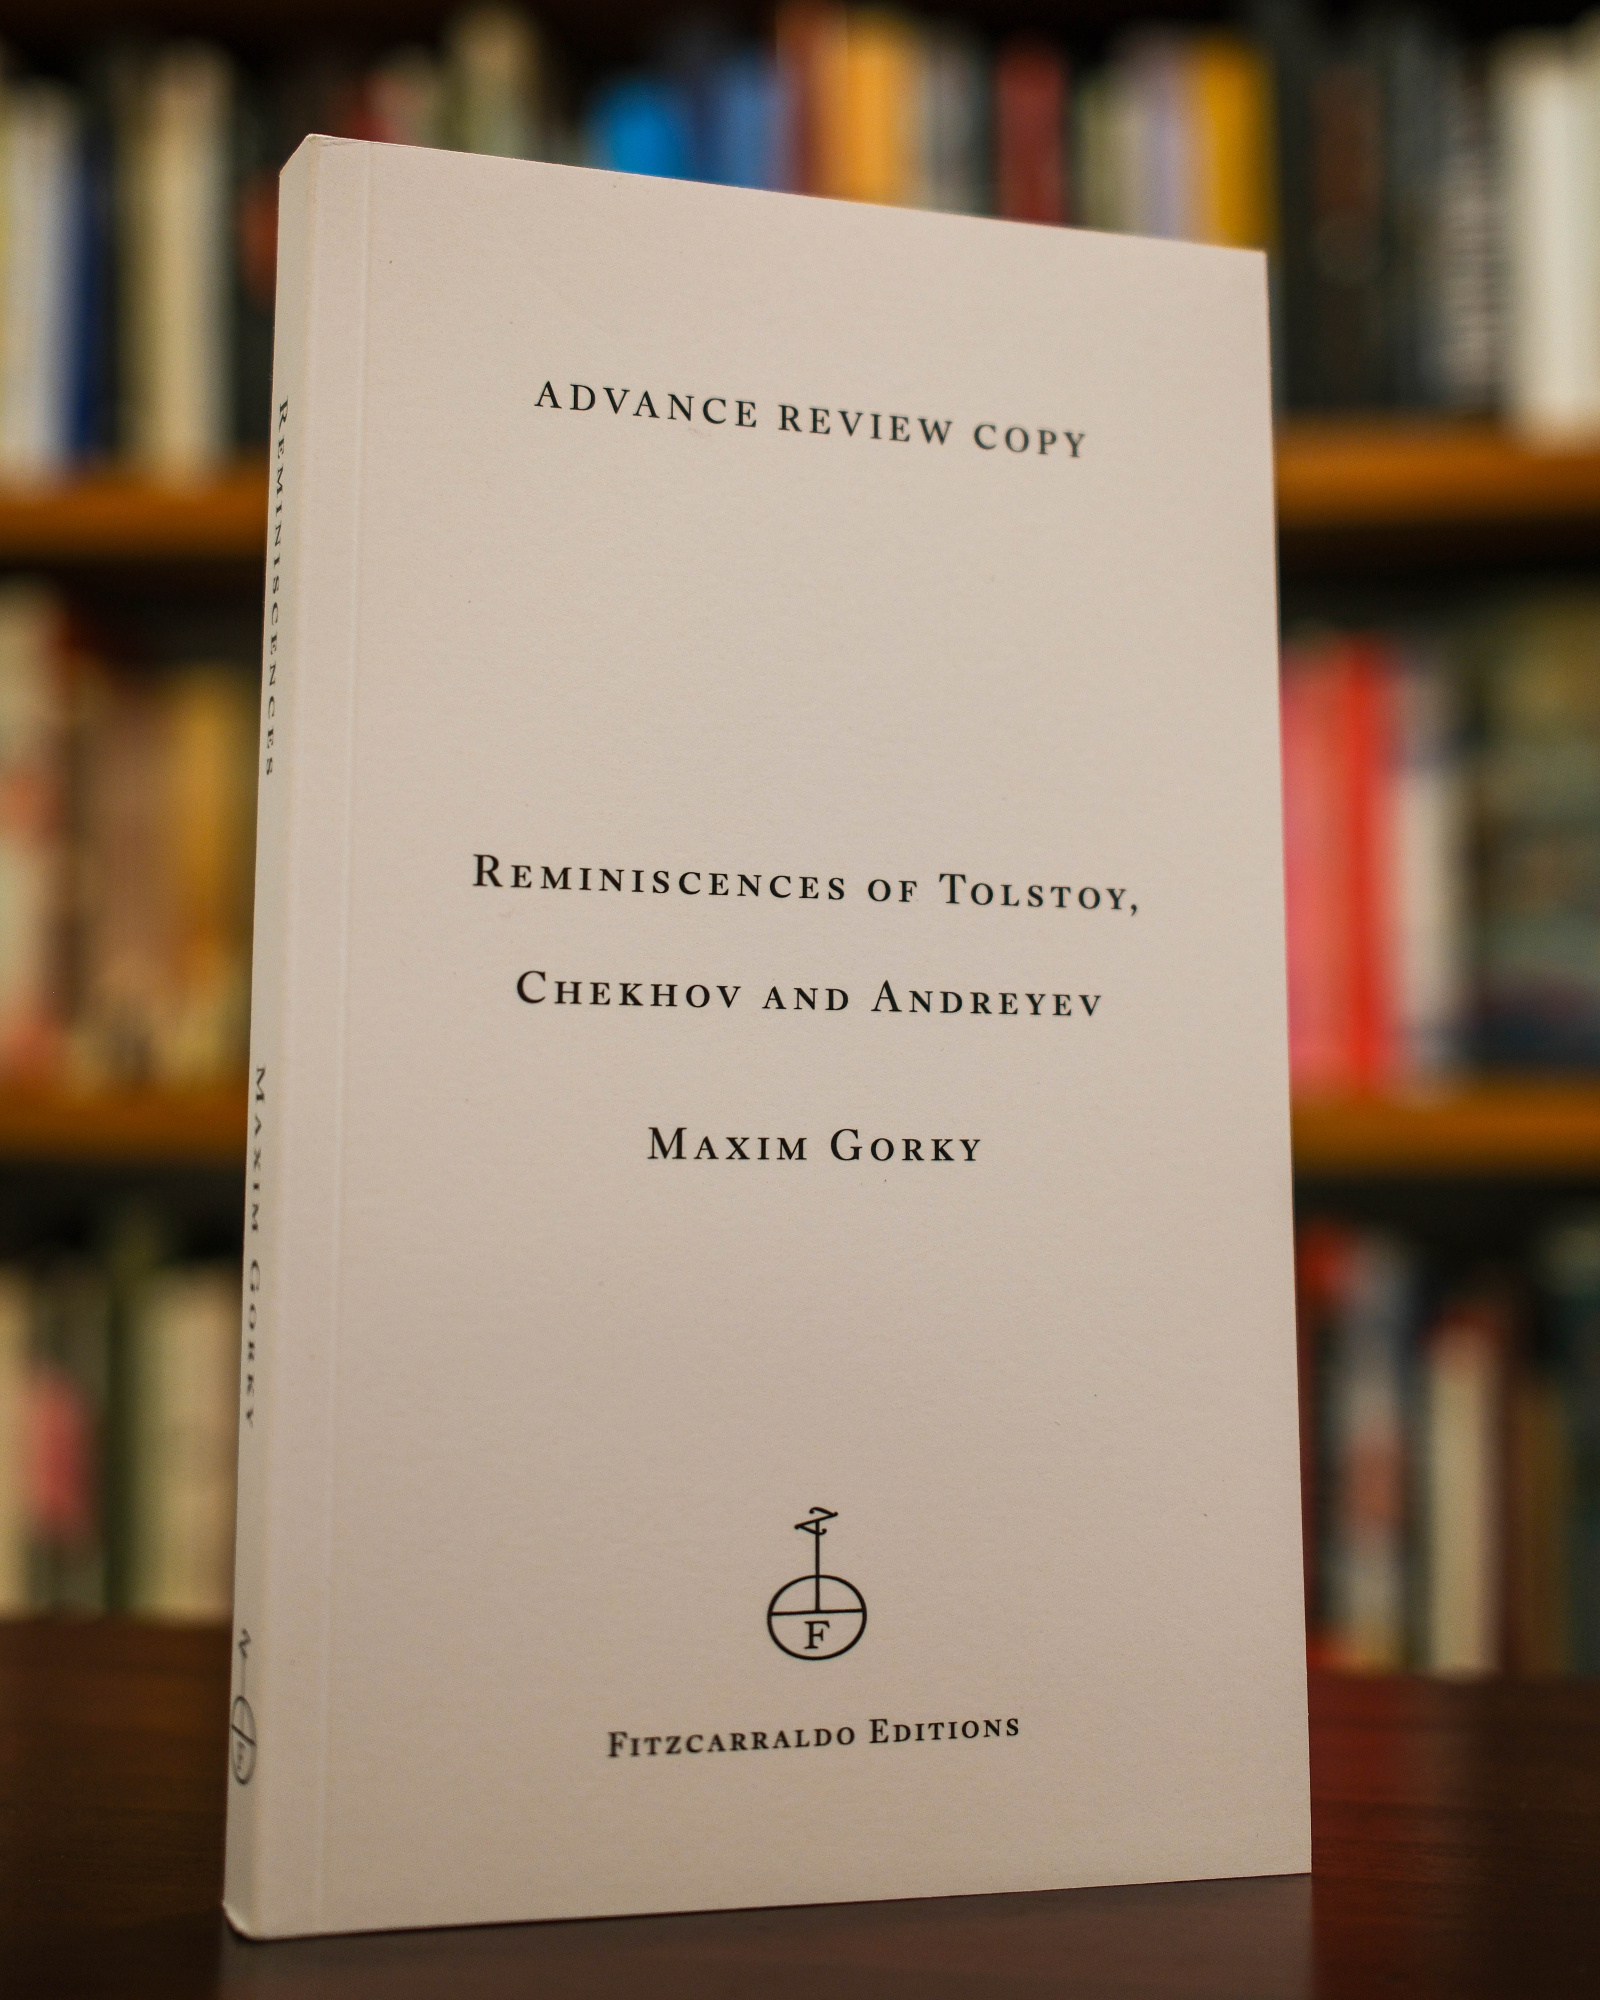 ADVANCE REVIEW COPY
REMINISCENCES OF TOLSTOY,
CHEKHOV AND ANDREYEV
MAXIM GORKY
F
FITZCARRALDO EDITIONS
REMINISCENCES
MAXIM GORKY